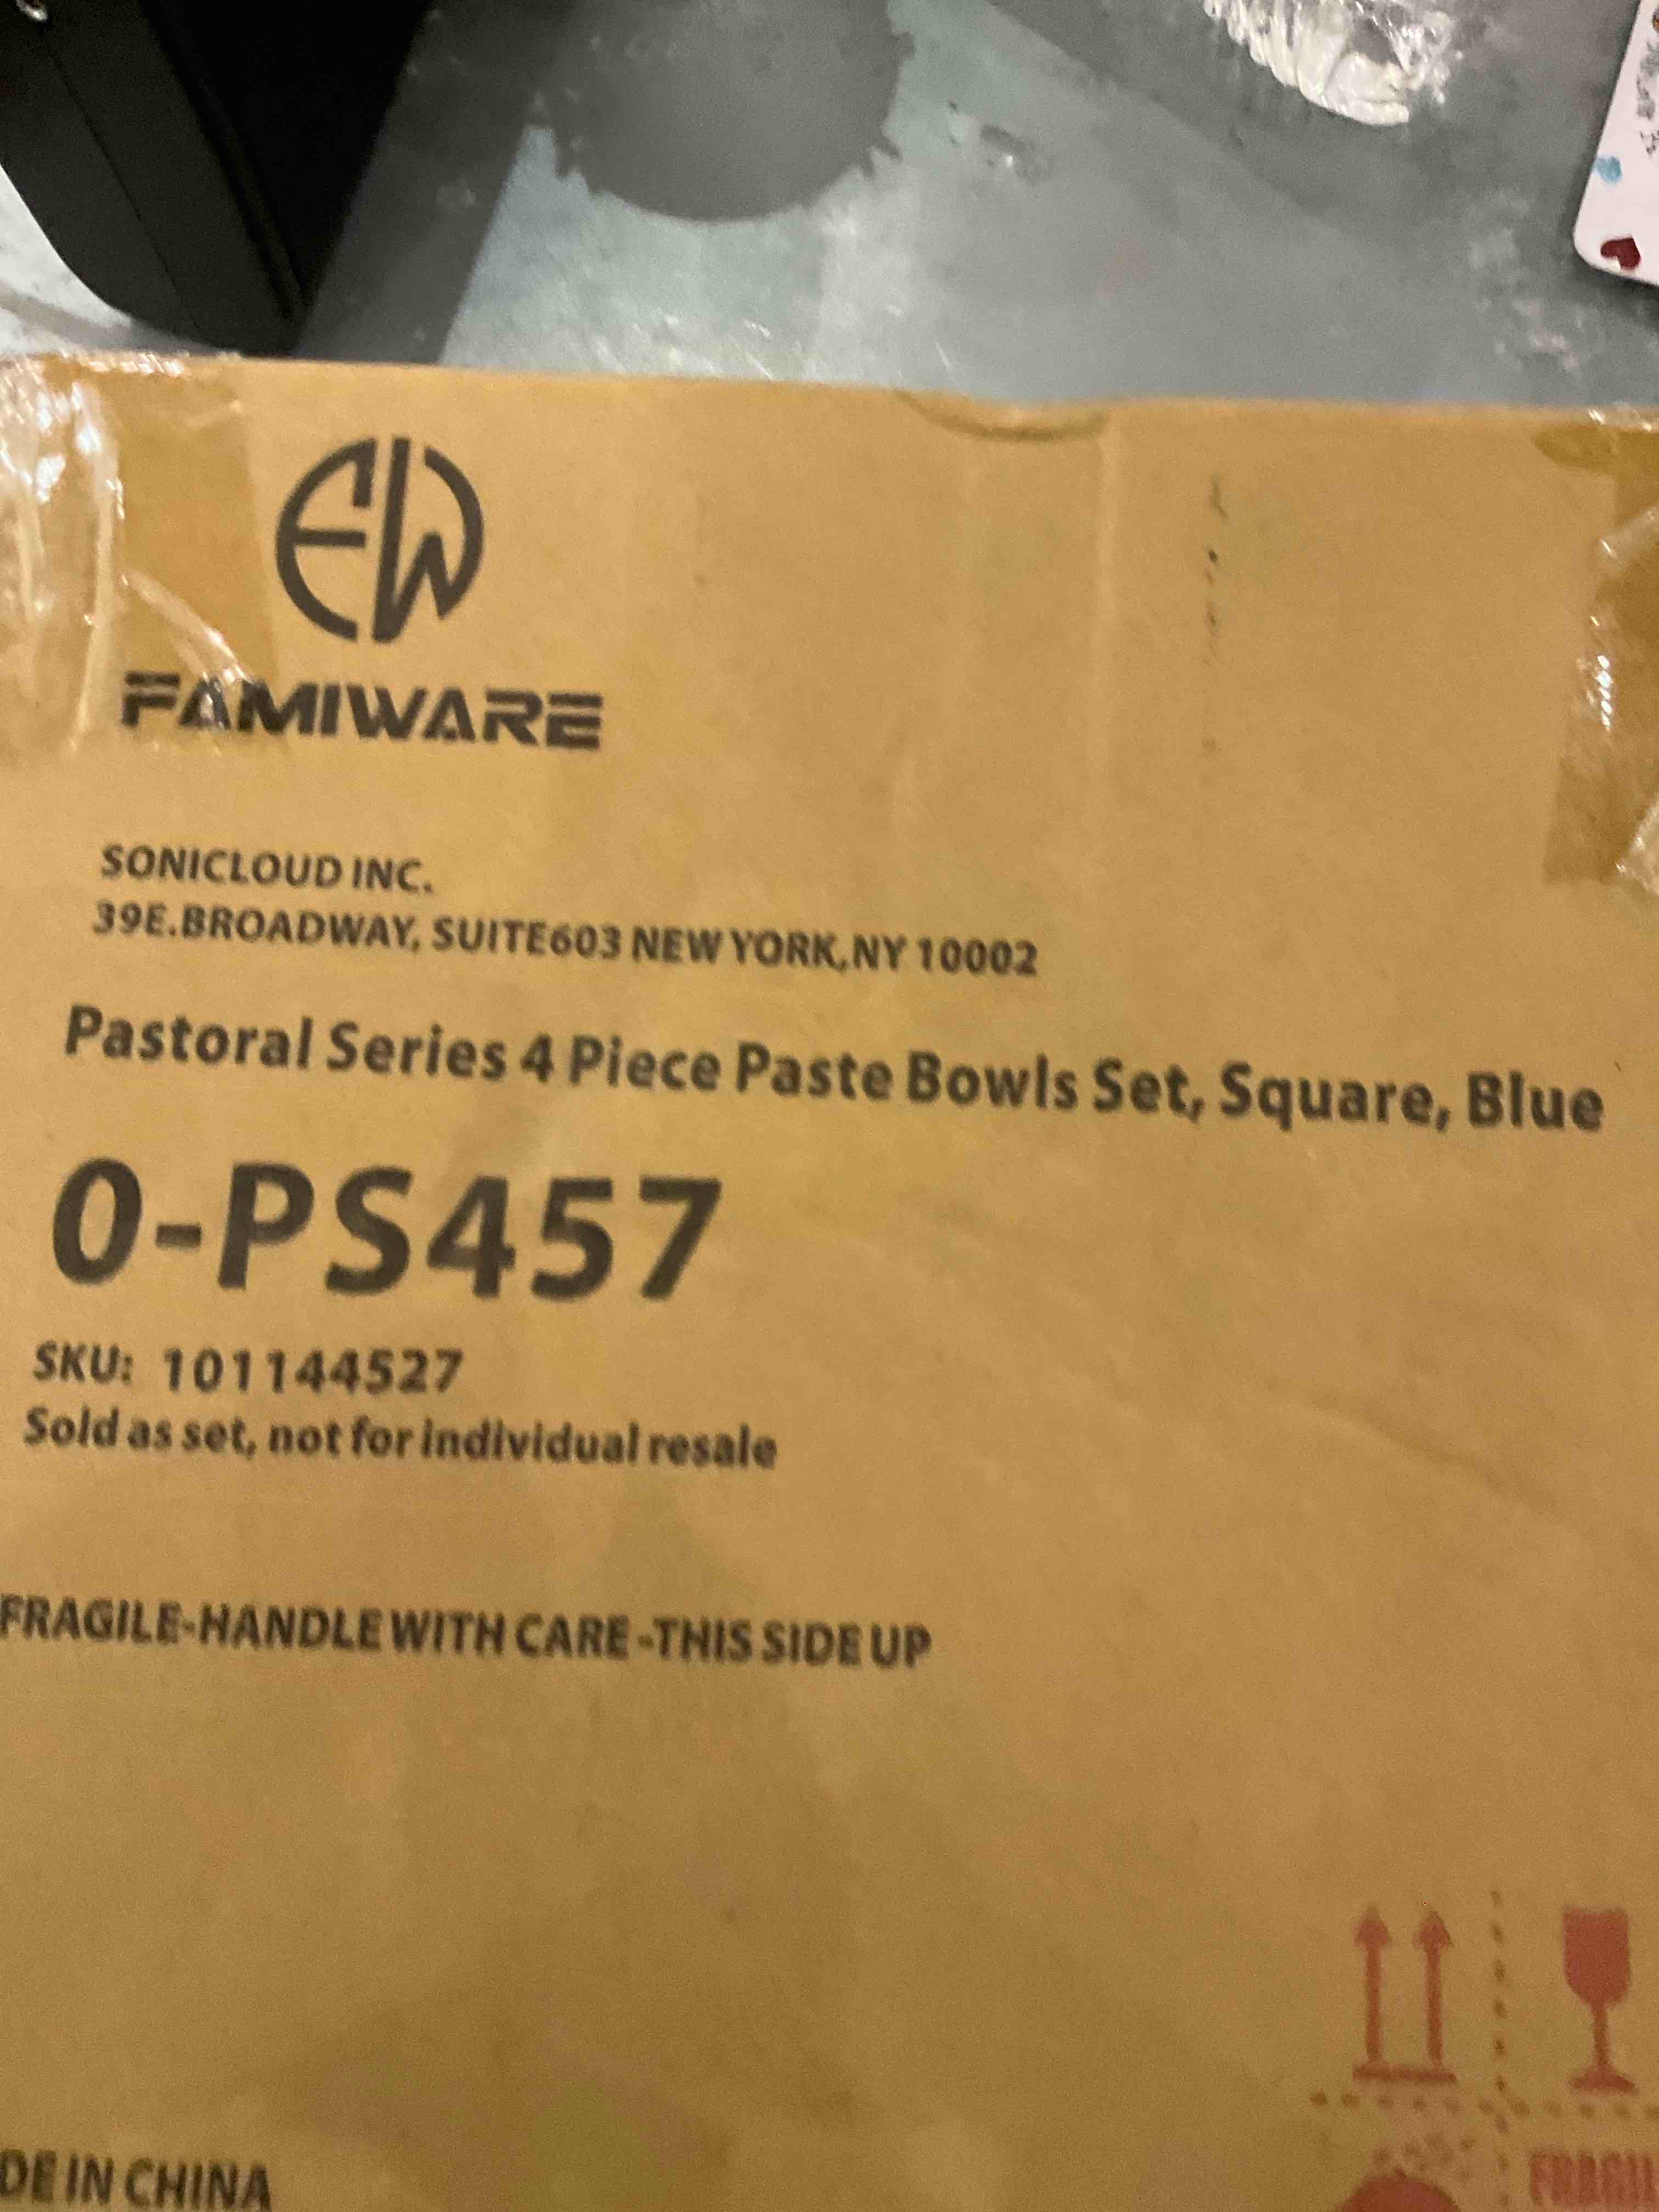 FW
FAMIWARE
SONICLOUD INC.
39E.BROADWAY, SUITE603 NEW YORK,NY 10002
Pastoral Series 4 Piece Paste Bowls Set, Square, Blue
0-PS457
SKU: 101144527
Sold as set, not for individual resale
FRAGILE-HANDLE WITH CARE -THIS SIDE UP
DE IN CHINA
FRAGIL